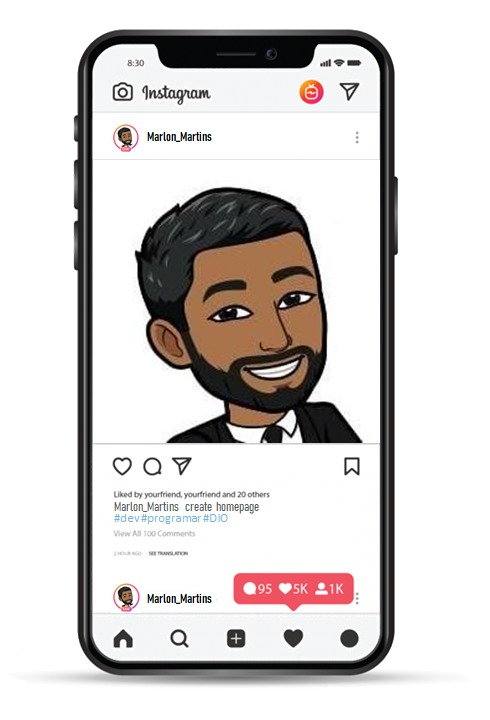 8:30
Instagram
Marlon_Martins
Liked by yourfriend, yourfriend and 20 others
Marlon_Martins create homepage
#dev#programar#DIO
View All 100 Comments
2 HOUR AGO · SEE TRANSLATION
95 5K 1K
Marlon_Martins